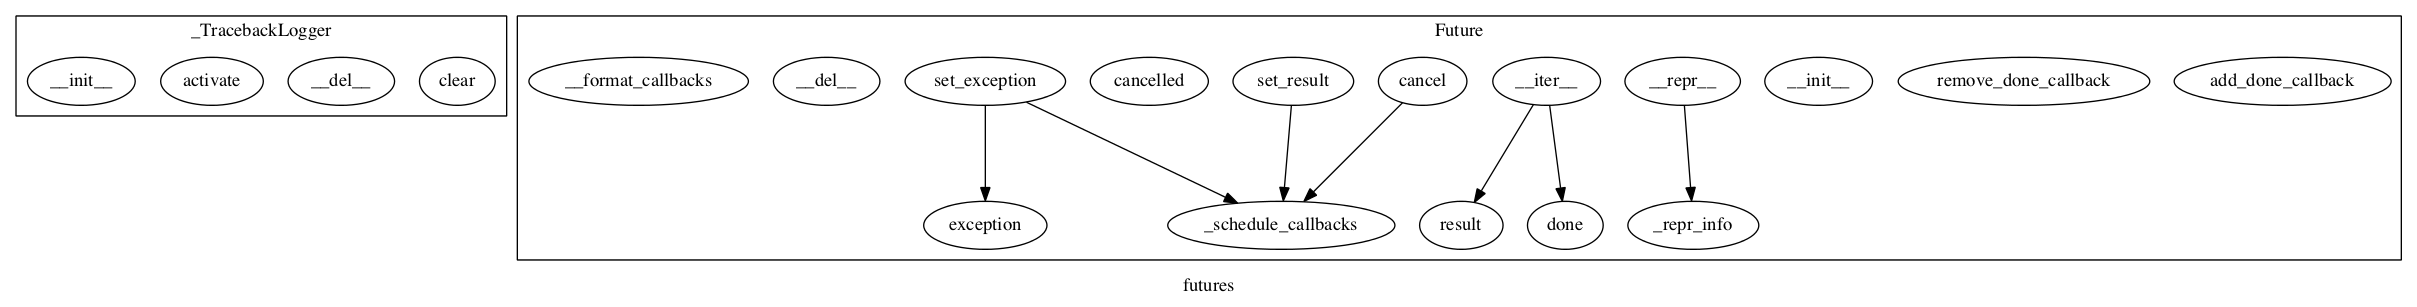 _TracebackLogger
__init__ activate __del__ clear
Future
__format_callbacks __del__ set_exception cancelled set_result cancel __iter__ __repr__ __init__ remove_done_callback add_done_callback
exception _schedule_callbacks result done _repr_info
futures